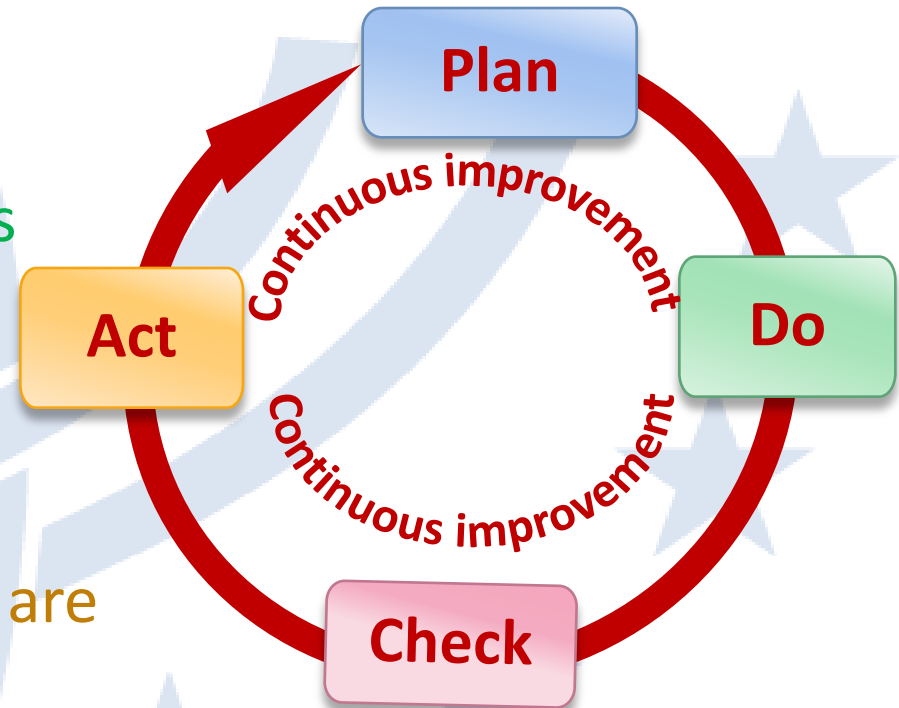 Plan
Continuous improvement
s
Act
Do
Continuous improvement
are
Check